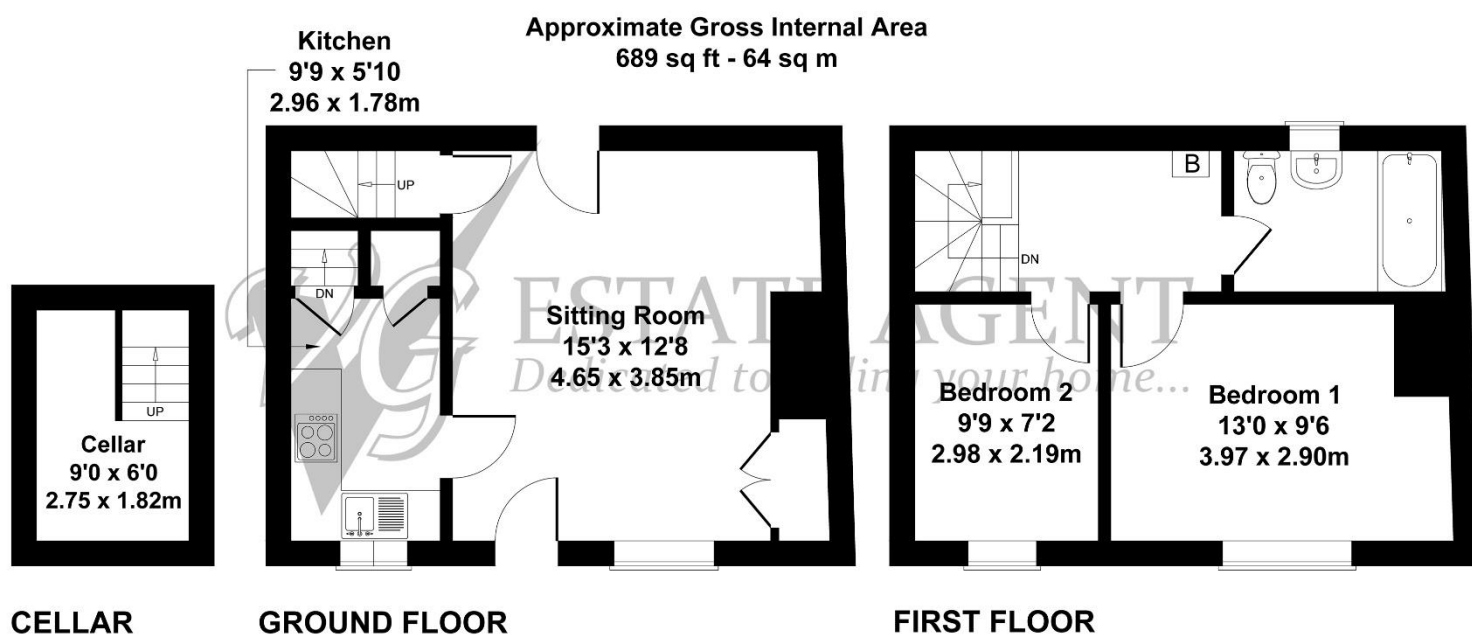 Approximate Gross Internal Area
689 sq ft - 64 sq m
Kitchen
9'9 x 5'10
2.96 x 1.78m
UP
DN
Sitting Room
15'3 x 12'8
4.65 x 3.85m
UP
Cellar
9'0 x 6'0
2.75 x 1.82m
B
DN
Bedroom 2
9'9 x 7'2
2.98 x 2.19m
Bedroom 1
13'0 x 9'6
3.97 x 2.90m
VG ESTATE AGENT
Dedicated to your home...
CELLAR
GROUND FLOOR
FIRST FLOOR